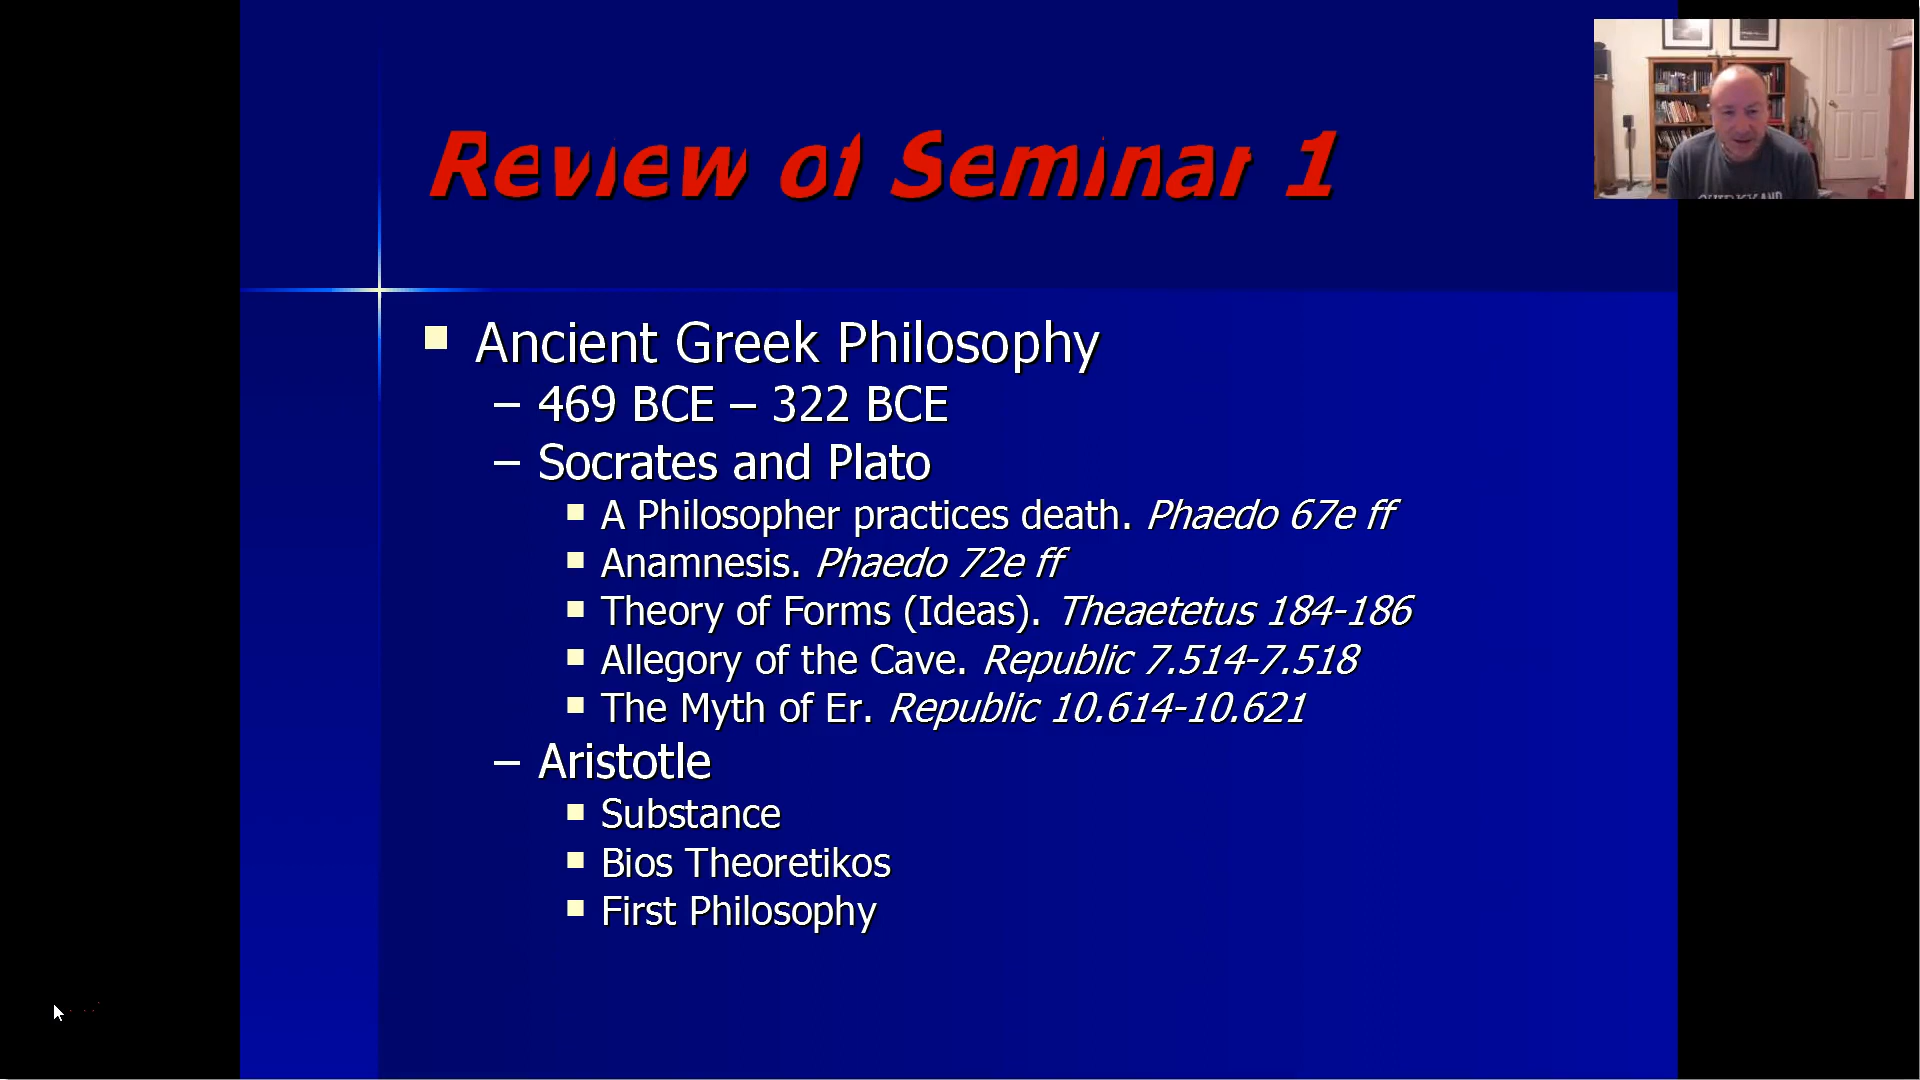 Review of Seminar 1
Ancient Greek Philosophy
– 469 BCE – 322 BCE
– Socrates and Plato
A Philosopher practices death. Phaedo 67e ff
Anamnesis. Phaedo 72e ff
Theory of Forms (Ideas). Theaetetus 184-186
Allegory of the Cave. Republic 7.514-7.518
The Myth of Er. Republic 10.614-10.621
– Aristotle
Substance
Bios Theoretikos
First Philosophy